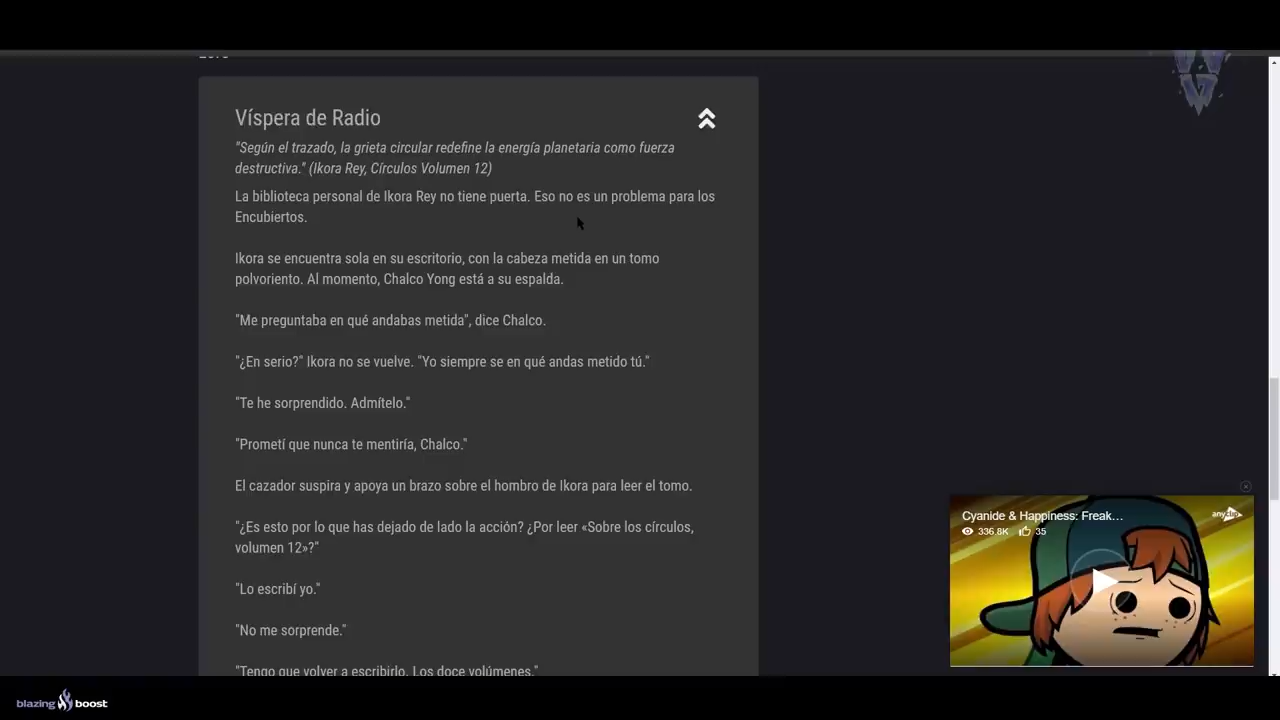 Víspera de Radio
"Según el trazado, la grieta circular redefine la energía planetaria como fuerza
destructiva." (Ikora Rey, Círculos Volumen 12)
La biblioteca personal de Ikora Rey no tiene puerta. Eso no es un problema para los
Encubiertos.
Ikora se encuentra sola en su escritorio, con la cabeza metida en un tomo
polvoriento. Al momento, Chalco Yong está a su espalda.
"Me preguntaba en qué andabas metida", dice Chalco.
"¿En serio?" Ikora no se vuelve. "Yo siempre se en qué andas metido tú."
"Te he sorprendido. Admítelo."
"Prometí que nunca te mentiría, Chalco."
El cazador suspira y apoya un brazo sobre el hombro de Ikora para leer el tomo.
"¿Es esto por lo que has dejado de lado la acción? ¿Por leer «Sobre los círculos,
volumen 12»?"
"Lo escribí yo."
"No me sorprende."
"Tengo que volver a escribirlo. Los doce volúmenes."
Cyanide & Happiness: Freak...
anyclip
336.8K 35
blazing boost